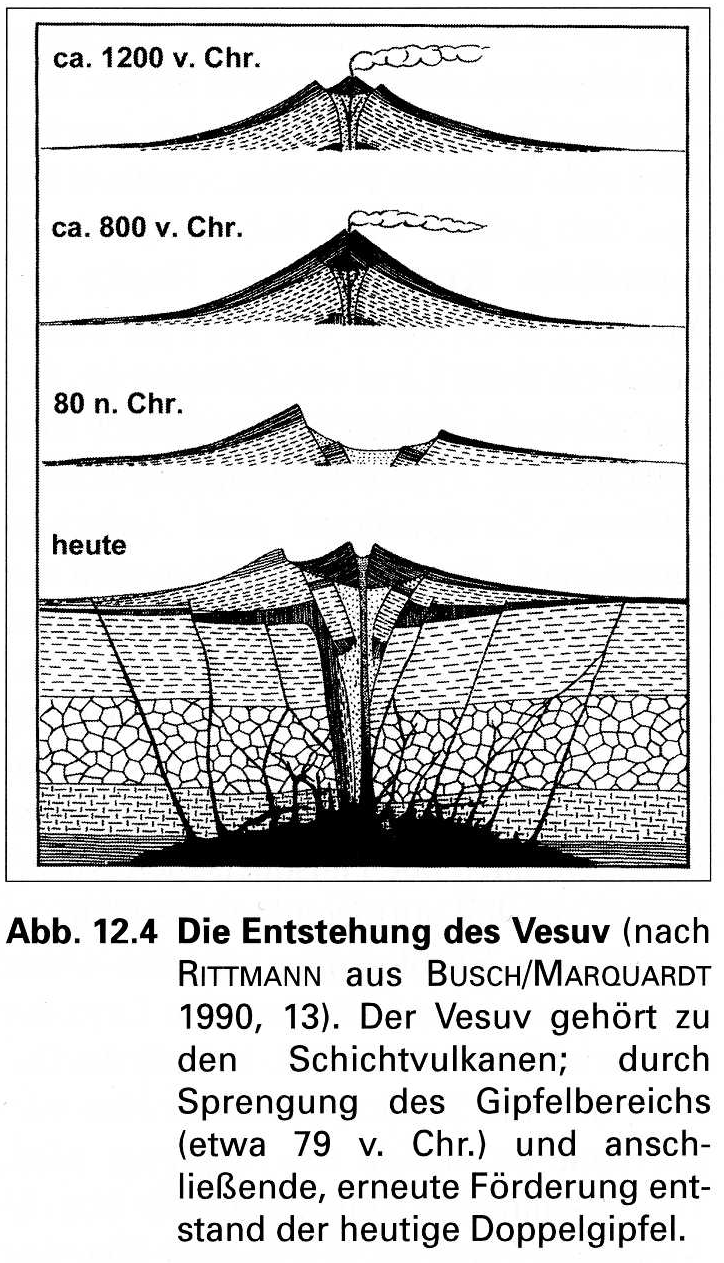 ca. 1200 v. Chr.
ca. 800 v. Chr.
80 n. Chr.
heute
Abb. 12.4 Die Entstehung des Vesuv (nach
RITTMANN aus BUSCH/MARQUARDT
1990, 13). Der Vesuv gehört zu
den Schichtvulkanen; durch
Sprengung des Gipfelbereichs
(etwa 79 v. Chr.) und ansch-
ließende, erneute Förderung ent-
stand der heutige Doppelgipfel.